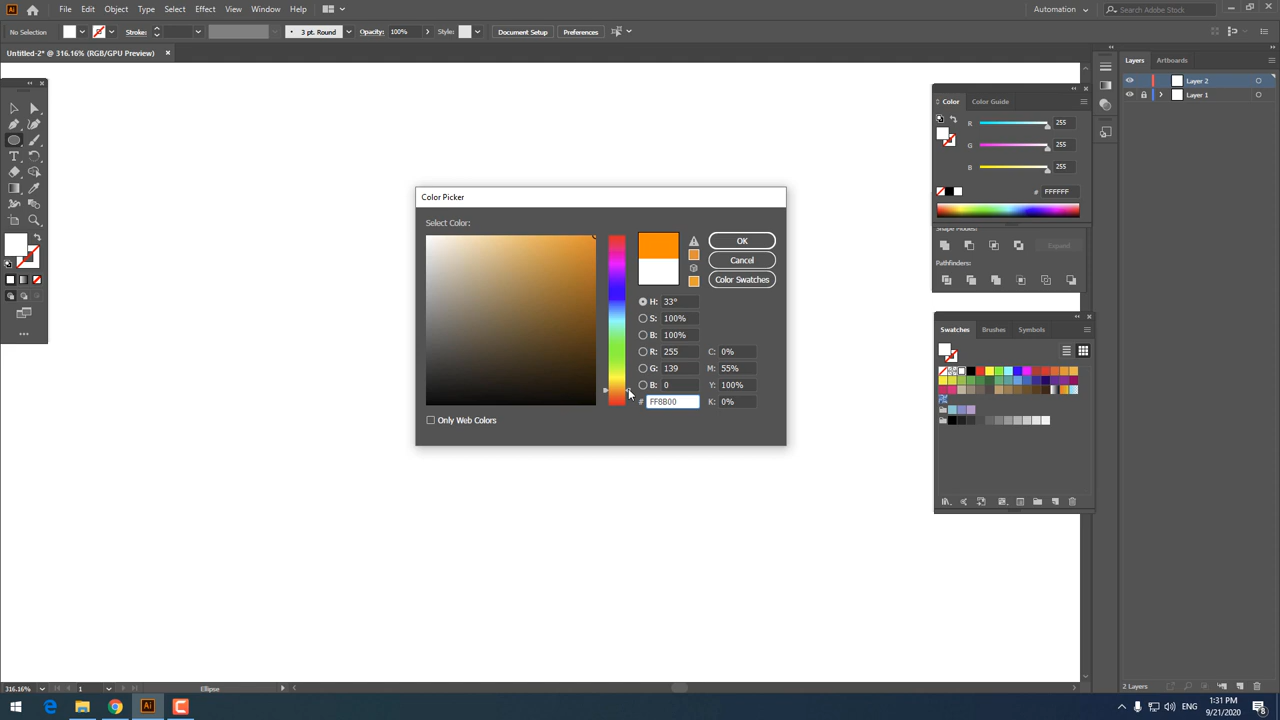 Ai File Edit Object Type Select Effect View Window Help Automation Search Adobe Stock
No Selection Stroke: 3 pt. Round Opacity: 100% Style: Document Setup Preferences
Untitled-2* @ 316.16% (RGB/GPU Preview)
Layers Artboards
Layer 2
Layer 1
Color Color Guide
R 255
G 255
B 255
# FFFFFF
Shape Modes:
Expand
Pathfinders:
Swatches Brushes Symbols
Color Picker
Select Color:
OK
Cancel
Color Swatches
H: 33°
S: 100%
B: 100%
R: 255 C: 0%
G: 139 M: 55%
B: 0 Y: 100%
# FF8B00 K: 0%
Only Web Colors
316.16% 1 Ellipse
2 Layers
Ai ENG 1:31 PM
9/21/2020 2